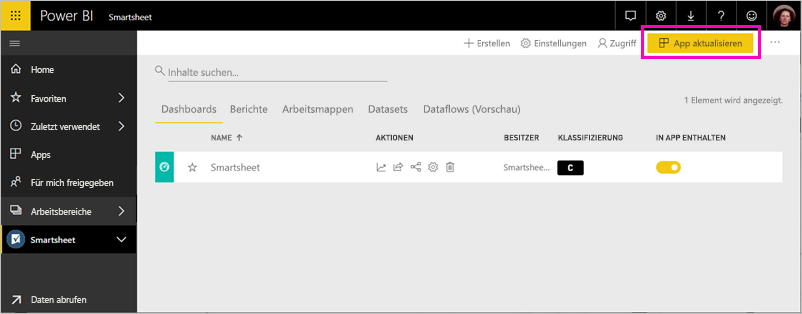 Power BI Smartsheet ?
Erstellen Einstellungen Zugriff App aktualisieren ...
Home
Favoriten
Zuletzt verwendet
Apps
Für mich freigegeben
Arbeitsbereiche
Smartsheet
Daten abrufen
Inhalte suchen...
Dashboards Berichte Arbeitsmappen Datasets Dataflows (Vorschau)
1 Element wird angezeigt.
NAME AKTIONEN BESITZER KLASSIFIZIERUNG IN APP ENTHALTEN
Smartsheet Smartshee... C